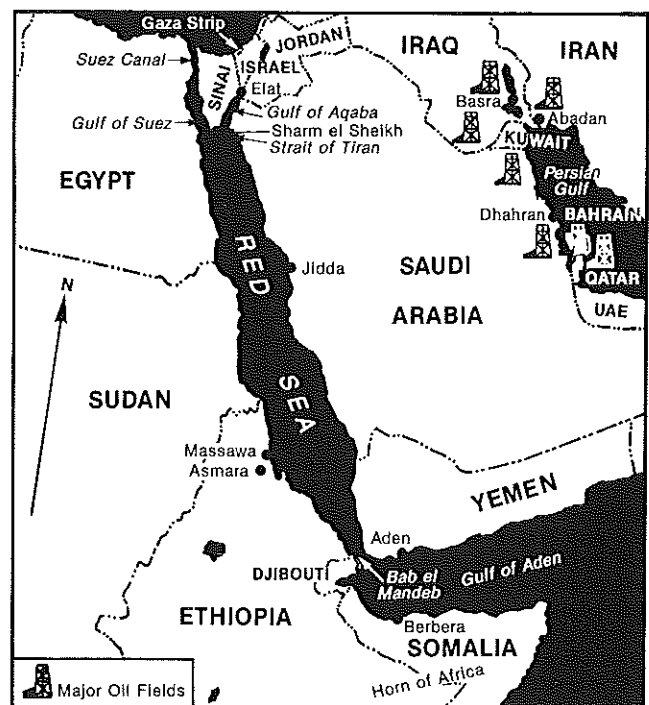 Gaza Strip
Suez Canal
JORDAN
IRAQ
IRAN
ISRAEL
SINAI
Elat
Gulf of Aqaba
Gulf of Suez
Sharm el Sheikh
Strait of Tiran
Basra
Abadan
KUWAIT
EGYPT
Persian
Gulf
Dhahran
BAHRAIN
QATAR
UAE
N
RED
SEA
Jidda
SAUDI
ARABIA
SUDAN
Massawa
Asmara
YEMEN
Aden
Gulf of Aden
DJIBOUTI
Bab el
Mandeb
ETHIOPIA
Berbera
SOMALIA
Horn of Africa
Major Oil Fields